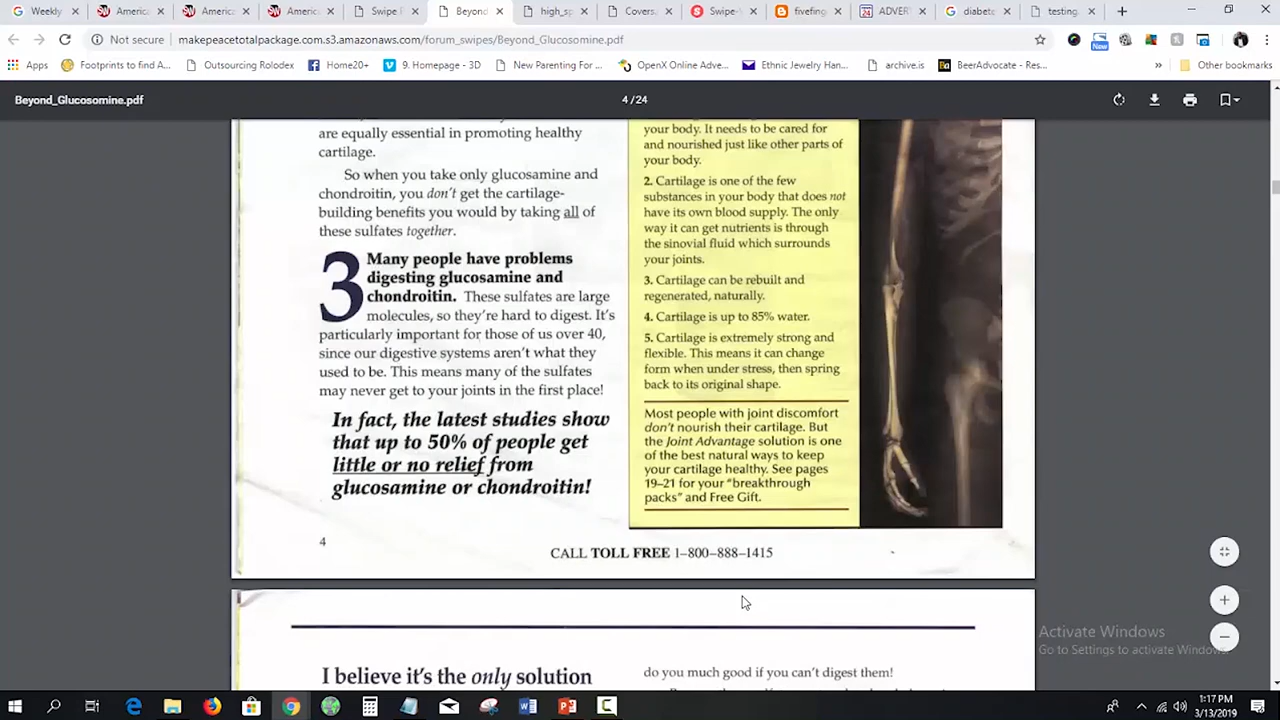 Weekly
America
America
America
Swipe F
Beyond
high_sp
Covers
Swipe-V
fivefing
ADVERT
diabete
testing
Not secure
makepeacetotalpackage.com.s3.amazonaws.com/forum_swipes/Beyond_Glucosamine.pdf
New
Apps
Footprints to find A...
Outsourcing Rolodex
Home20+
9. Homepage - 3D
New Parenting For ...
OpenX Online Adve...
Ethnic Jewelry Han...
archive.is
BeerAdvocate - Res...
»
Other bookmarks
Beyond_Glucosamine.pdf
4 / 24
are equally essential in promoting healthy
cartilage.
So when you take only glucosamine and
chondroitin, you don't get the cartilage-
building benefits you would by taking all of
these sulfates together.
3 Many people have problems
digesting glucosamine and
chondroitin. These sulfates are large
molecules, so they're hard to digest. It's
particularly important for those of us over 40,
since our digestive systems aren't what they
used to be. This means many of the sulfates
may never get to your joints in the first place!
In fact, the latest studies show
that up to 50% of people get
little or no relief from
glucosamine or chondroitin!
your body. It needs to be cared for
and nourished just like other parts of
your body.
2. Cartilage is one of the few
substances in your body that does not
have its own blood supply. The only
way it can get nutrients is through
the sinovial fluid which surrounds
your joints.
3. Cartilage can be rebuilt and
regenerated, naturally.
4. Cartilage is up to 85% water.
5. Cartilage is extremely strong and
flexible. This means it can change
form when under stress, then spring
back to its original shape.
Most people with joint discomfort
don't nourish their cartilage. But
the Joint Advantage solution is one
of the best natural ways to keep
your cartilage healthy. See pages
19–21 for your "breakthrough
packs" and Free Gift.
4
CALL TOLL FREE 1–800–888–1415
I believe it's the only solution
do you much good if you can't digest them!
Activate Windows
Go to Settings to activate Windows.
1:17 PM
3/13/2019